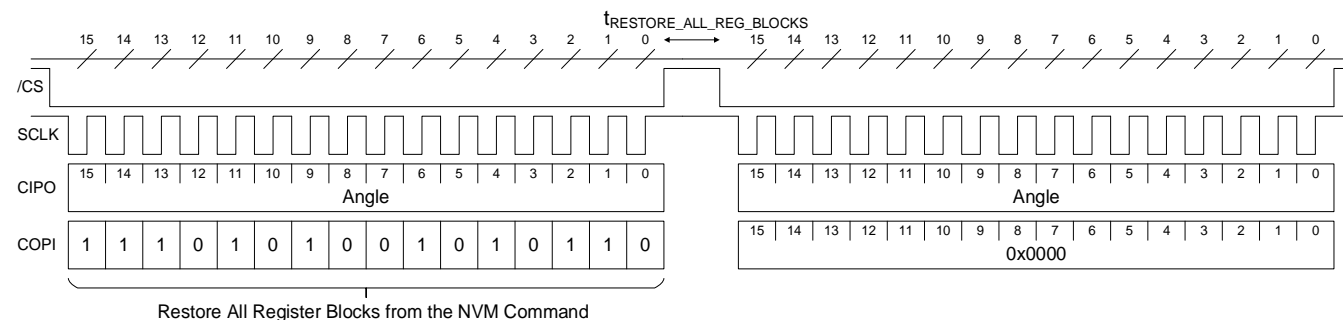 tRESTORE_ALL_REG_BLOCKS
15 14 13 12 11 10 9 8 7 6 5 4 3 2 1 0 15 14 13 12 11 10 9 8 7 6 5 4 3 2 1 0
/CS
SCLK
CIPO 15 14 13 12 11 10 9 8 7 6 5 4 3 2 1 0 15 14 13 12 11 10 9 8 7 6 5 4 3 2 1 0
Angle Angle
COPI 1 1 1 0 1 0 1 0 0 1 0 1 0 1 1 0 15 14 13 12 11 10 9 8 7 6 5 4 3 2 1 0
0x0000
Restore All Register Blocks from the NVM Command